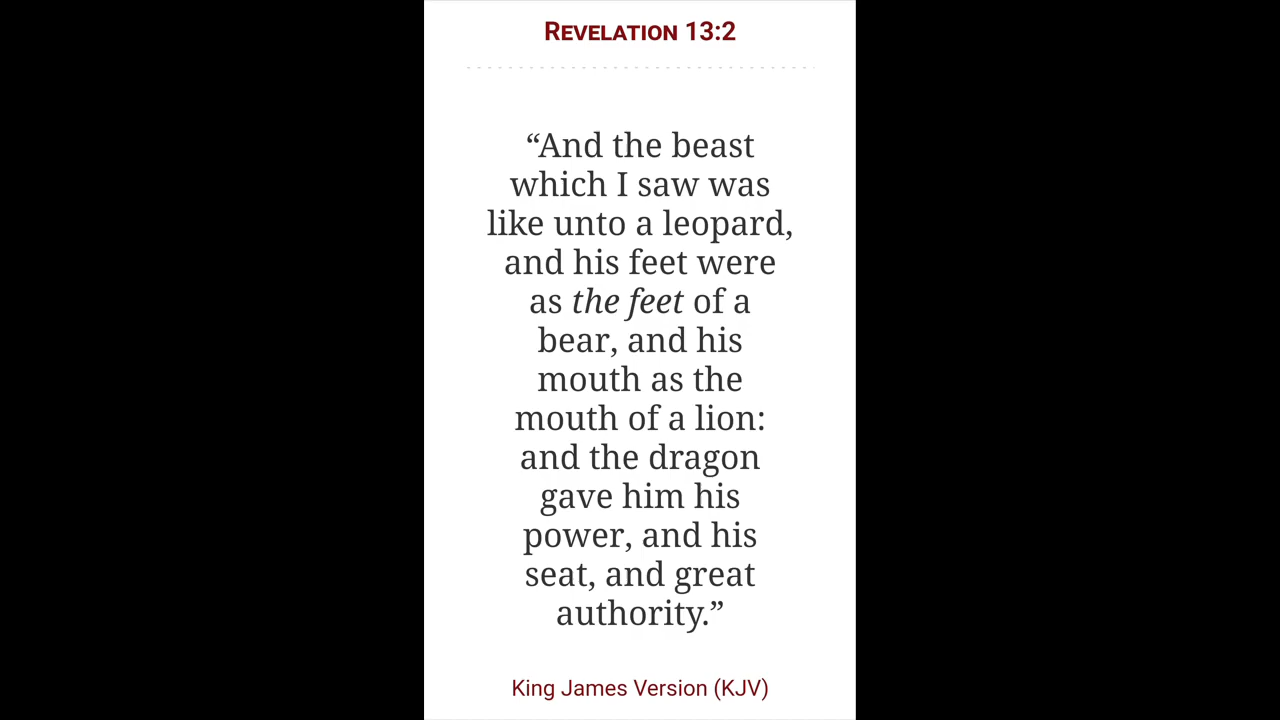 Revelation 13:2
“And the beast
which I saw was
like unto a leopard,
and his feet were
as the feet of a
bear, and his
mouth as the
mouth of a lion:
and the dragon
gave him his
power, and his
seat, and great
authority.”
King James Version (KJV)